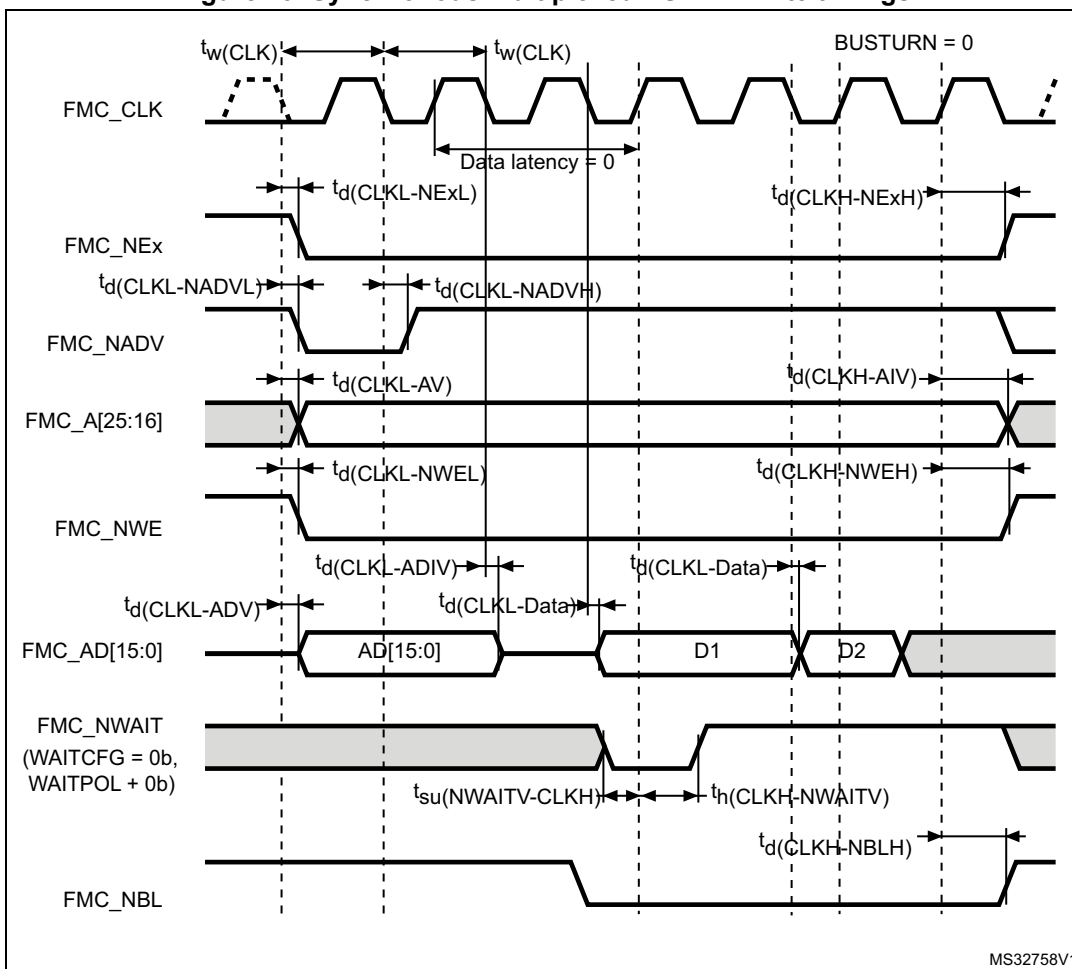 tw(CLK) tw(CLK) BUSTURN = 0
FMC_CLK
Data latency = 0
td(CLKL-NExL) td(CLKH-NExH)
FMC_NEx
td(CLKL-NADVL) td(CLKL-NADVH)
FMC_NADV
td(CLKL-AV) td(CLKH-AIV)
FMC_A[25:16]
td(CLKL-NWEL) td(CLKH-NWEH)
FMC_NWE
td(CLKL-ADIV) td(CLKL-Data)
td(CLKL-ADV) td(CLKL-Data)
FMC_AD[15:0] AD[15:0] D1 D2
FMC_NWAIT
(WAITCFG = 0b,
WAITPOL + 0b)
tsu(NWAITV-CLKH) th(CLKH-NWAITV)
td(CLKH-NBLH)
FMC_NBL
MS32758V1